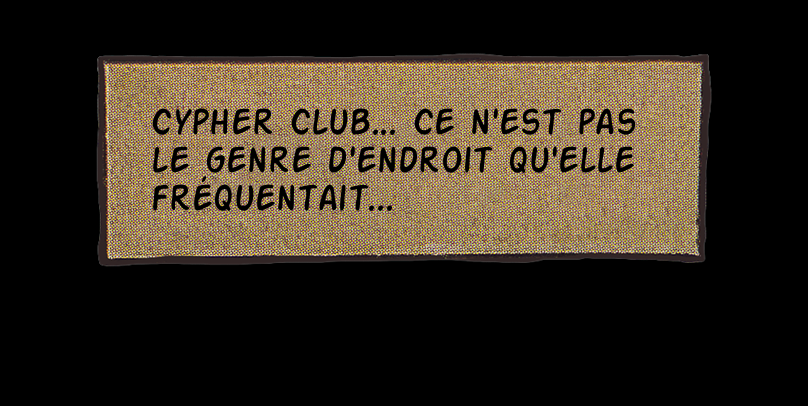 CYPHER CLUB... CE N'EST PAS
LE GENRE D'ENDROIT QU'ELLE
FRÉQUENTAIT...